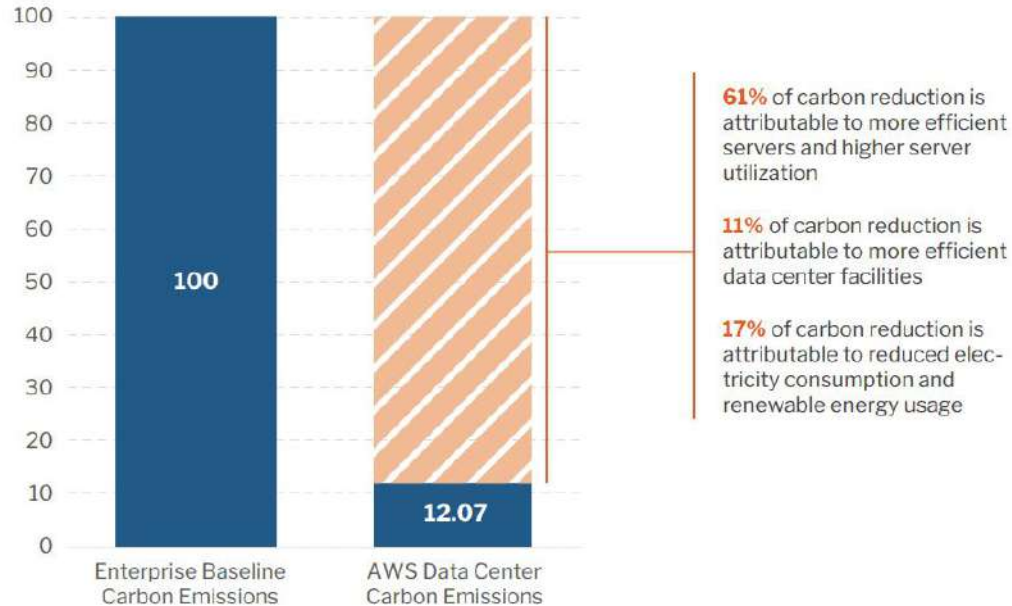 100
90
80
70
60
50
40
30
20
10
0
100
12.07
Enterprise Baseline
Carbon Emissions
AWS Data Center
Carbon Emissions
61% of carbon reduction is
attributable to more efficient
servers and higher server
utilization
11% of carbon reduction is
attributable to more efficient
data center facilities
17% of carbon reduction is
attributable to reduced elec-
tricity consumption and
renewable energy usage